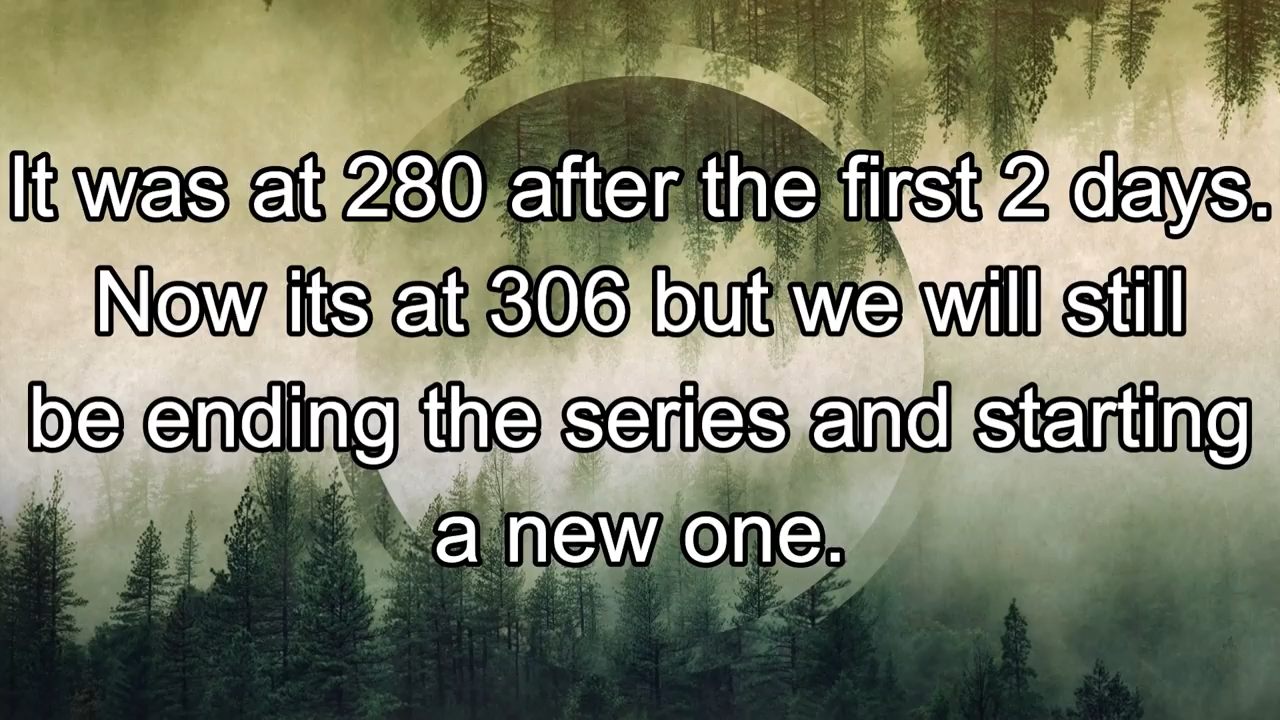 It was at 280 after the first 2 days.
Now its at 306 but we will still
be ending the series and starting
a new one.